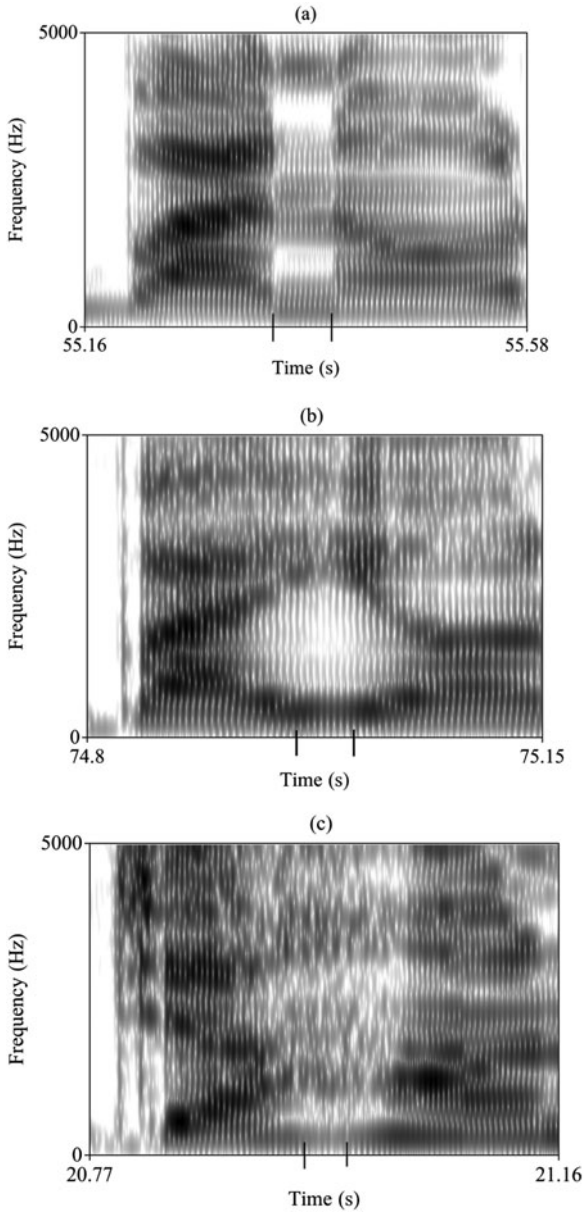 (a)
5000
Frequency (Hz)
0
55.16
55.58
Time (s)
(b)
5000
Frequency (Hz)
0
74.8
75.15
Time (s)
(c)
5000
Frequency (Hz)
0
20.77
21.16
Time (s)